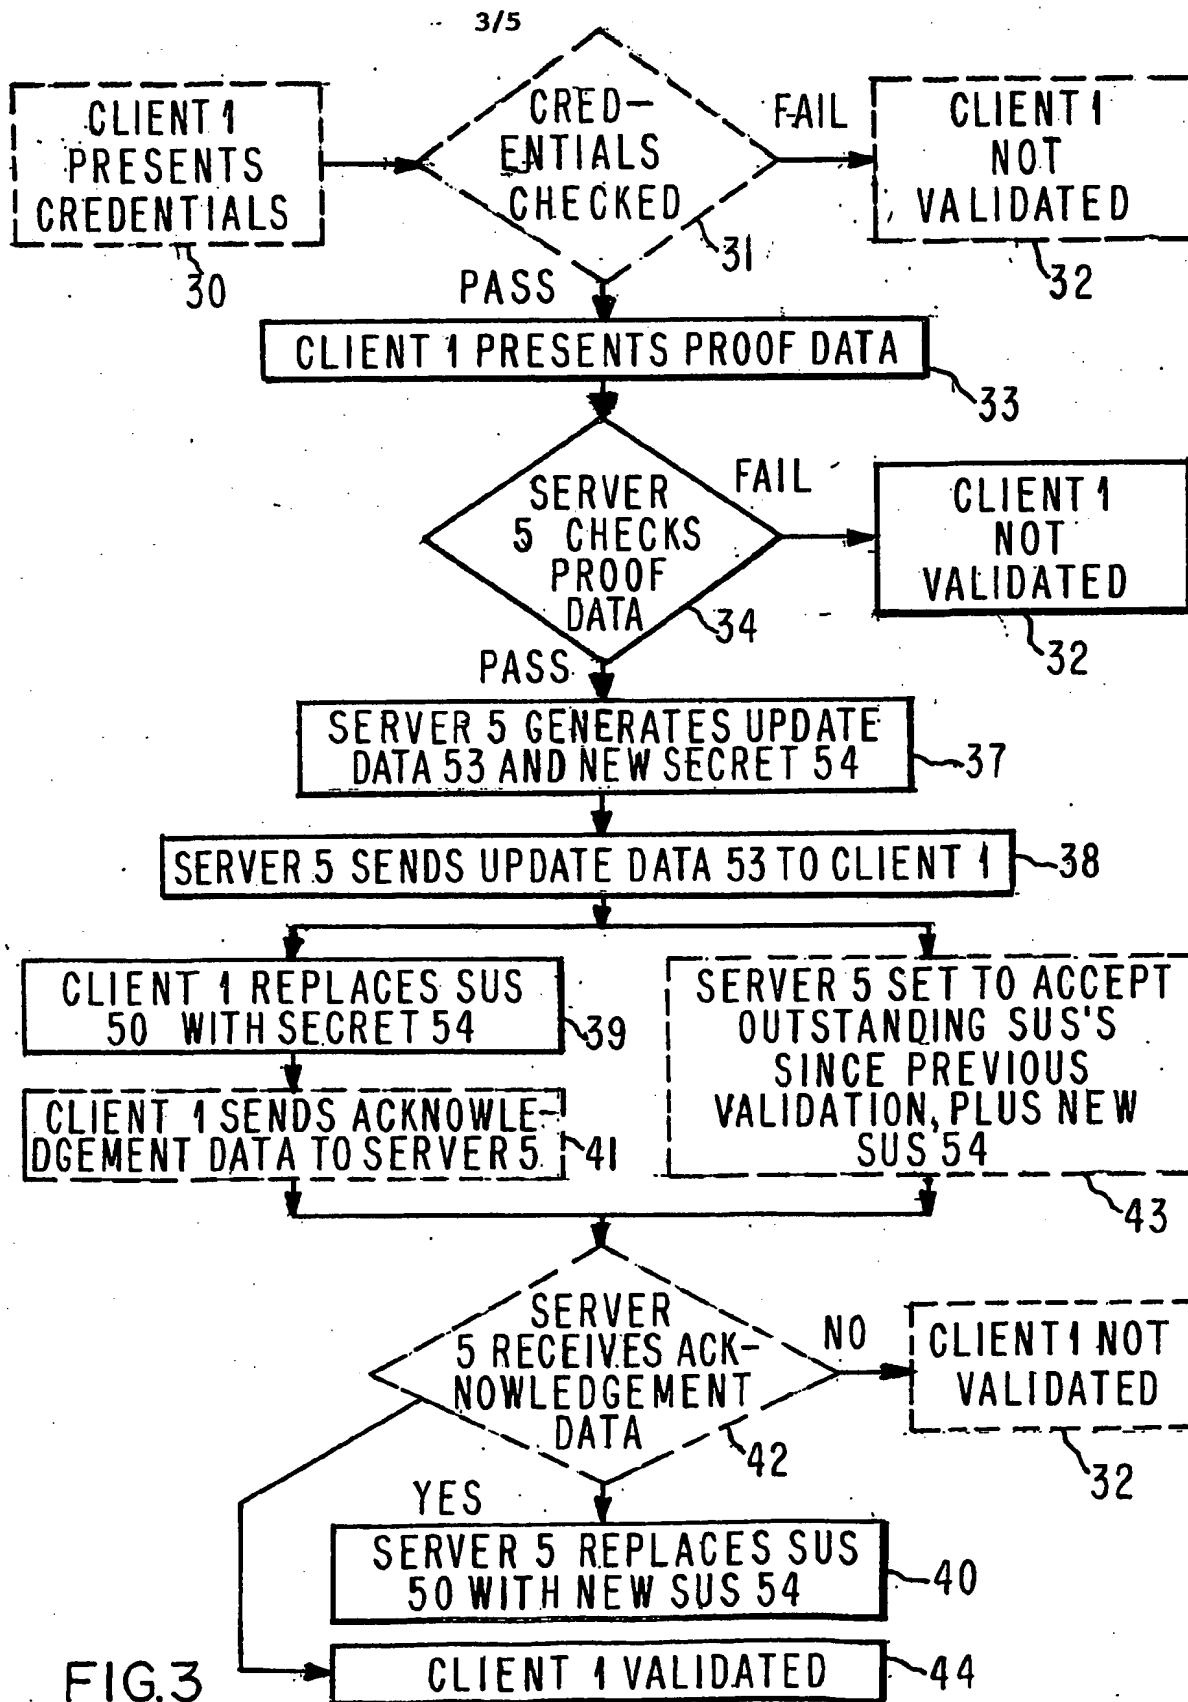 3/5
CLIENT 1
PRESENTS
CREDENTIALS
30
CRED-
ENTIALS
CHECKED
31
FAIL
CLIENT 1
NOT
VALIDATED
32
PASS
CLIENT 1 PRESENTS PROOF DATA
33
SERVER
5 CHECKS
PROOF
DATA
34
FAIL
CLIENT 1
NOT
VALIDATED
32
PASS
SERVER 5 GENERATES UPDATE
DATA 53 AND NEW SECRET 54
37
SERVER 5 SENDS UPDATE DATA 53 TO CLIENT 1
38
CLIENT 1 REPLACES SUS
50 WITH SECRET 54
39
CLIENT 1 SENDS ACKNOWLE-
DGEMENT DATA TO SERVER 5
41
SERVER 5 SET TO ACCEPT
OUTSTANDING SUS'S
SINCE PREVIOUS
VALIDATION, PLUS NEW
SUS 54
43
SERVER
5 RECEIVES ACK-
NOWLEDGEMENT
DATA
42
NO
CLIENT 1 NOT
VALIDATED
32
YES
SERVER 5 REPLACES SUS
50 WITH NEW SUS 54
40
CLIENT 1 VALIDATED
44
FIG.3